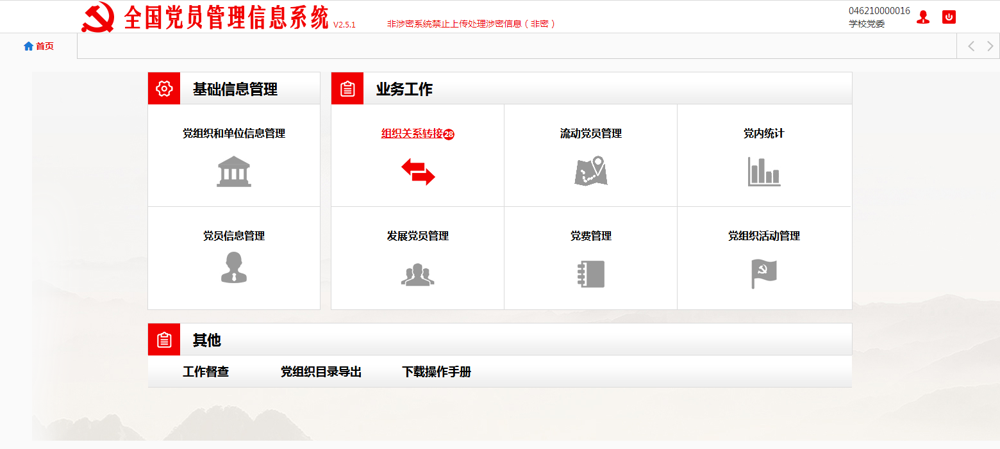 全国党员管理信息系统 V2.5.1 非涉密系统禁止上传处理涉密信息（非密）
046210000016
学校党委
首页
基础信息管理
党组织和单位信息管理
党员信息管理
业务工作
组织关系转接28
流动党员管理
党内统计
发展党员管理
党费管理
党组织活动管理
其他
工作督查 党组织目录导出 下载操作手册